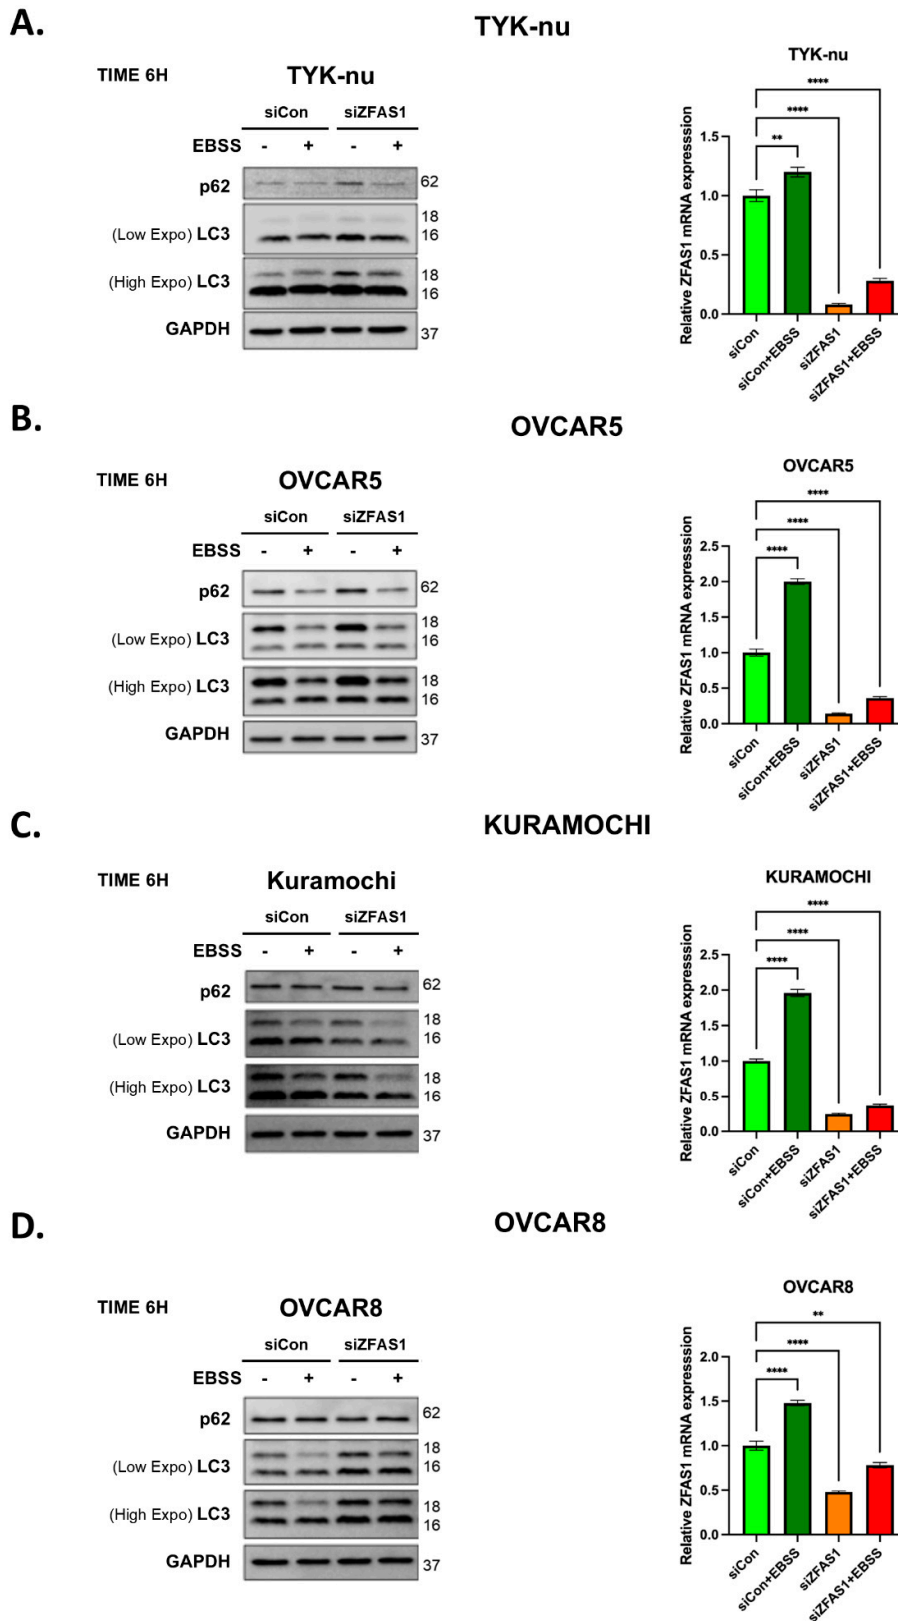 A.
TYK-nu
TIME 6H
TYK-nu
siCon siZFAS1
EBSS - + - +
p62 62
(Low Expo) LC3 18
16
(High Expo) LC3 18
16
GAPDH 37
TYK-nu
****
****
**
Relative ZFAS1 mRNA expresssion
1.5
1.0
0.5
0.0
siCon
siCon+EBSS
siZFAS1
siZFAS1+EBSS
B.
OVCAR5
TIME 6H
OVCAR5
siCon siZFAS1
EBSS - + - +
p62 62
(Low Expo) LC3 18
16
(High Expo) LC3 18
16
GAPDH 37
OVCAR5
****
****
****
Relative ZFAS1 mRNA expresssion
2.5
2.0
1.0
0.5
0.0
siCon
siCon+EBSS
siZFAS1
siZFAS1+EBSS
C.
KURAMOCHI
TIME 6H
Kuramochi
siCon siZFAS1
EBSS - + - +
p62 62
(Low Expo) LC3 18
16
(High Expo) LC3 18
16
GAPDH 37
KURAMOCHI
****
****
****
Relative ZFAS1 mRNA expresssion
2.5
2.0
1.5
1.0
0.5
0.0
siCon
siCon+EBSS
siZFAS1
siZFAS1+EBSS
D.
OVCAR8
TIME 6H
OVCAR8
siCon siZFAS1
EBSS - + - +
p62 62
(Low Expo) LC3 18
16
(High Expo) LC3 18
16
GAPDH 37
OVCAR8
**
****
****
Relative ZFAS1 mRNA expresssion
2.0
1.5
1.0
0.5
0.0
siCon
siCon+EBSS
siZFAS1
siZFAS1+EBSS